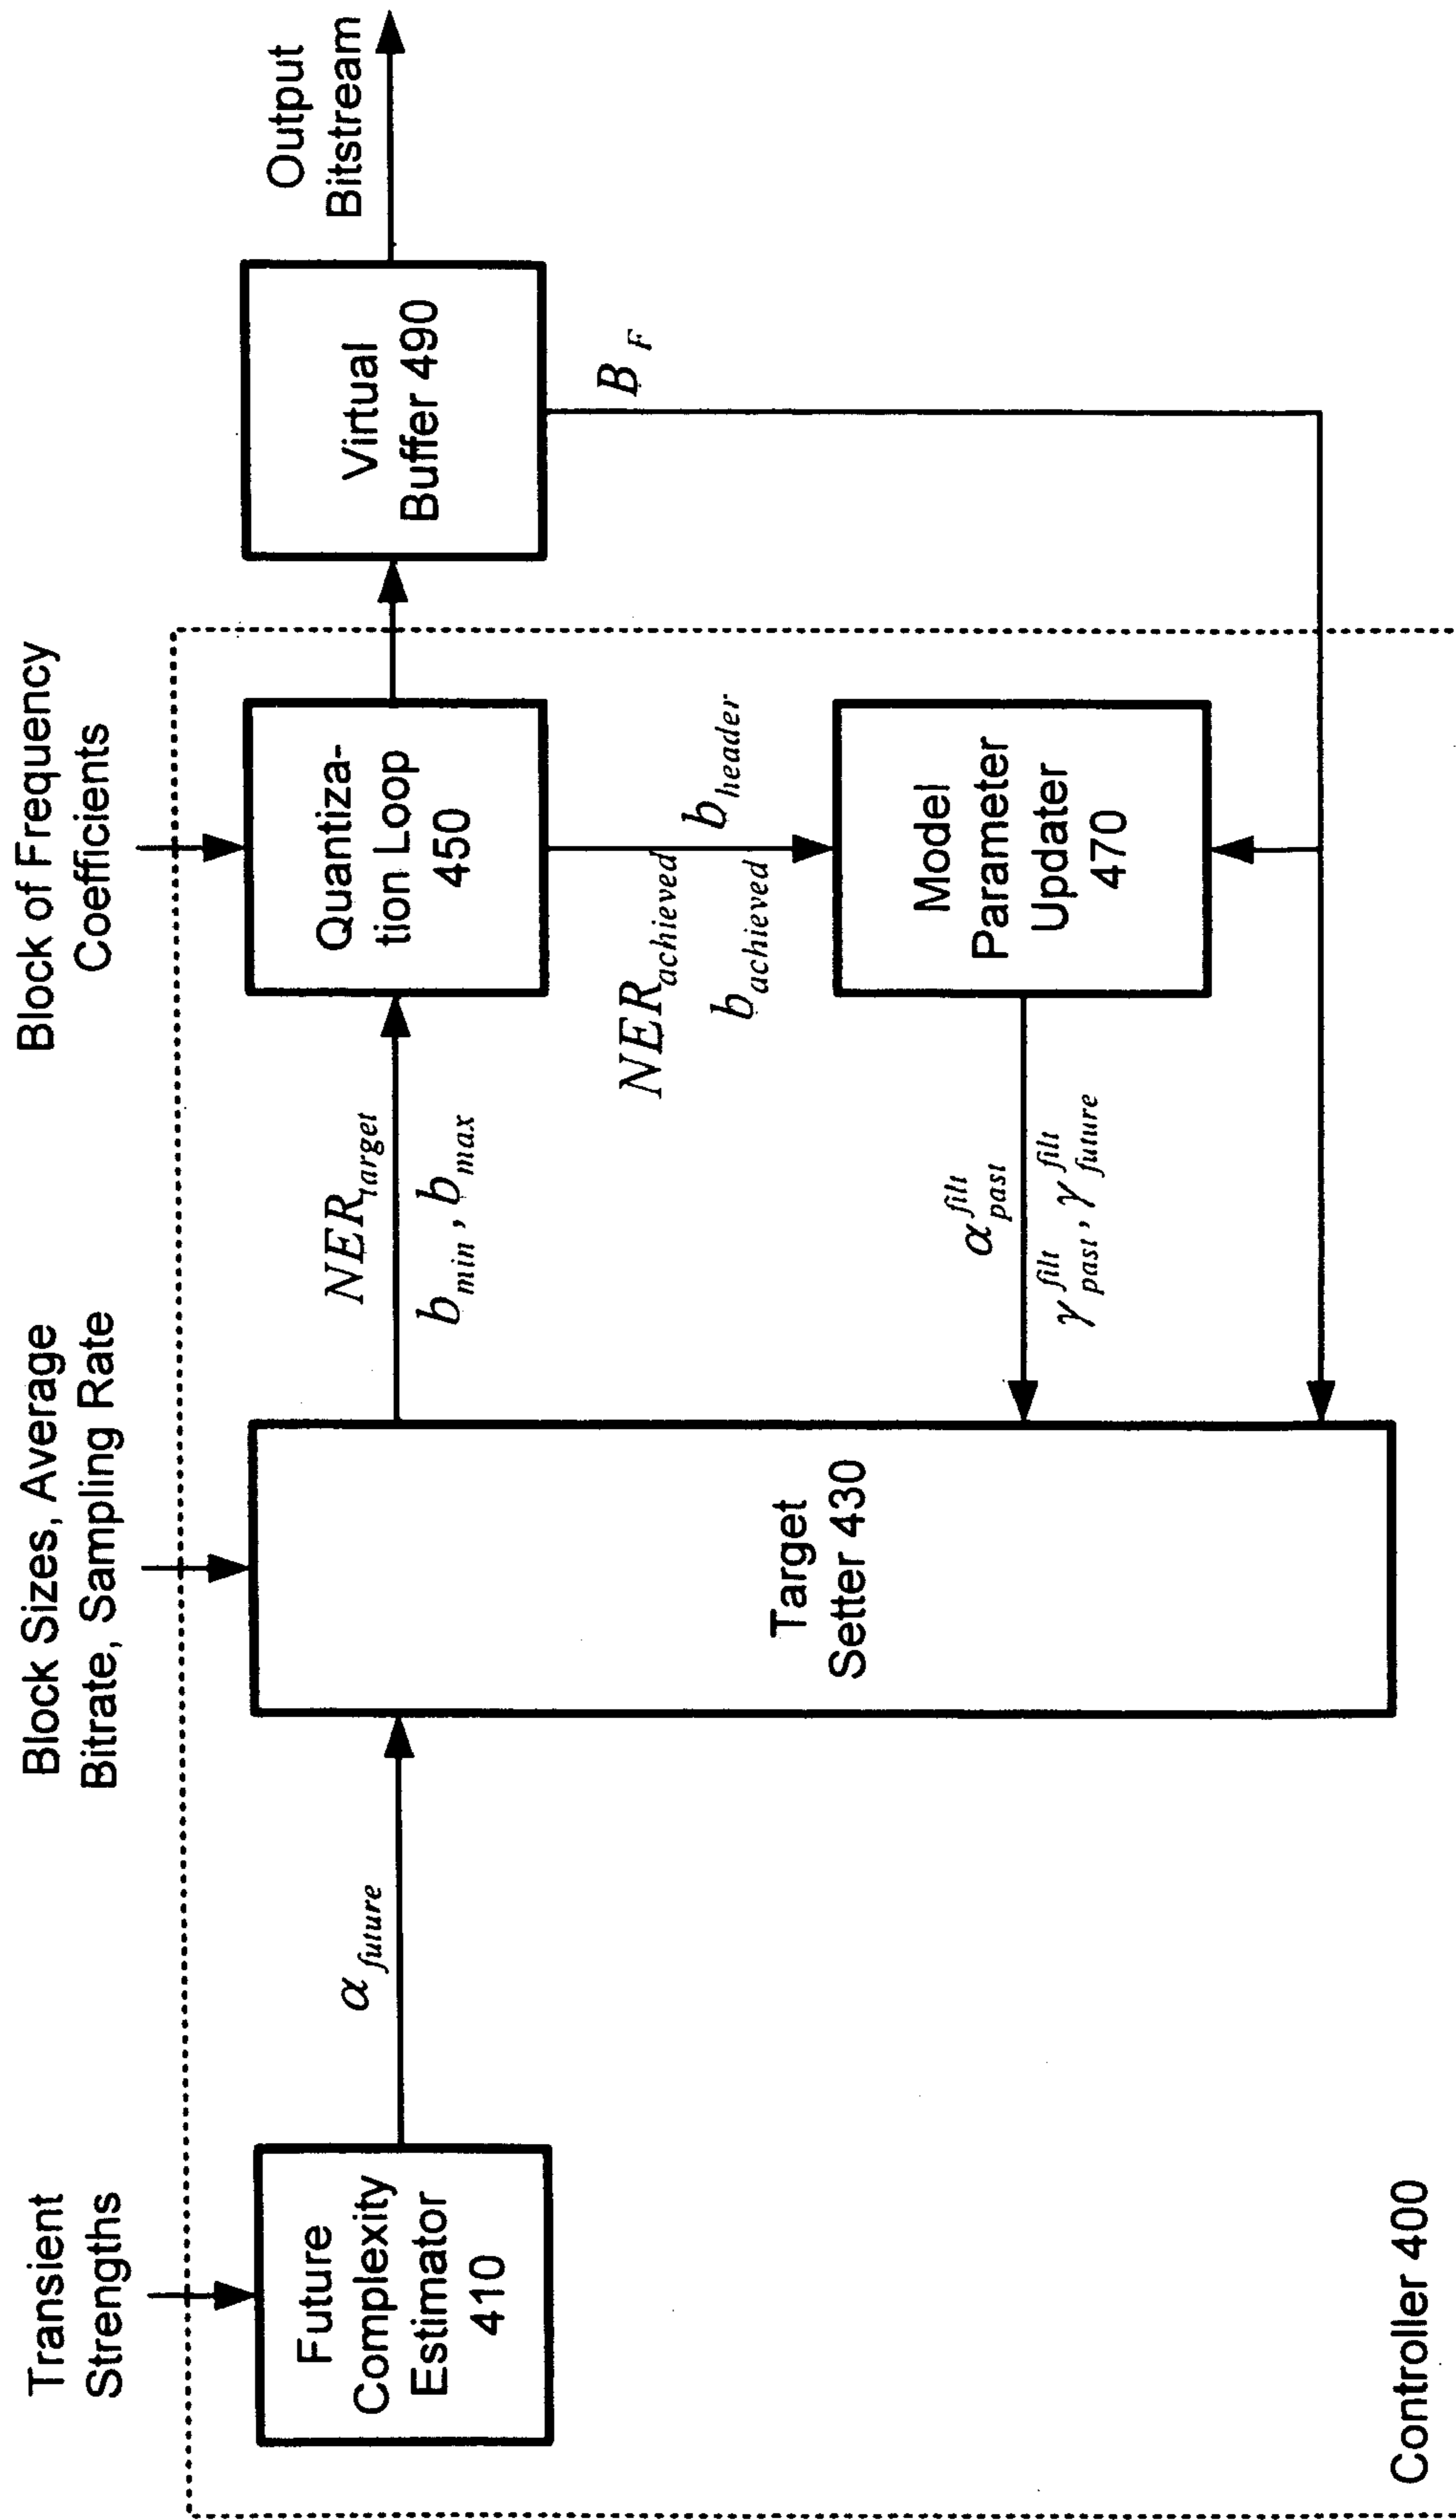 Transient
Strengths
Block Sizes, Average
Bitrate, Sampling Rate
Block of Frequency
Coefficients
Future
Complexity
Estimator
410
α_future
Target
Setter 430
NER_target
b_min, b_max
Quantiza-
tion Loop
450
Virtual
Buffer 490
Output
Bitstream
NER_achieved b_header
b_achieved
B_F
Model
Parameter
Updater
470
α_past^filt
γ_past^filt, γ_future^filt
Controller 400